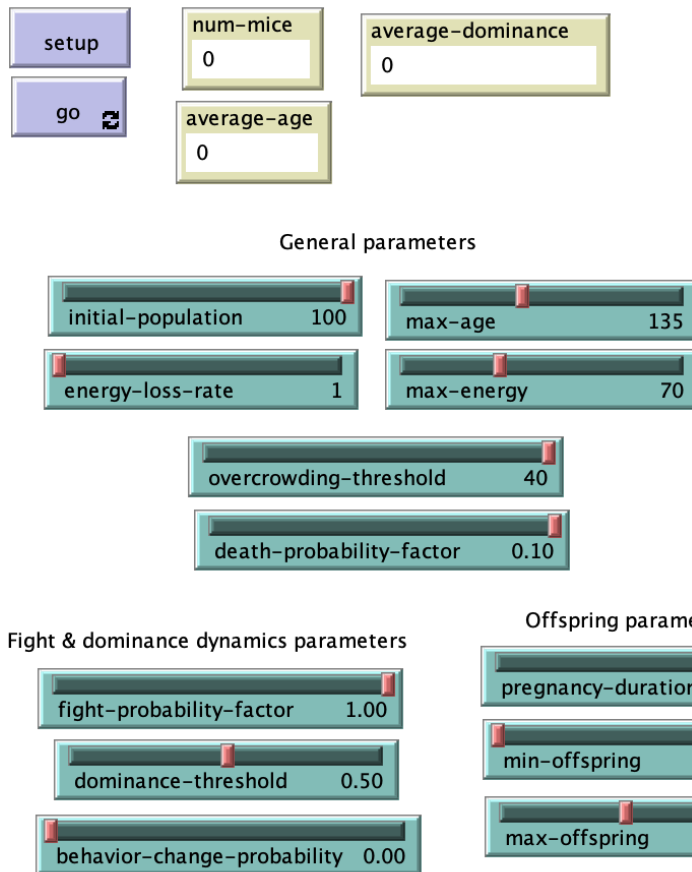 setup
num-mice
0
average-dominance
0
go
average-age
0
General parameters
initial-population 100
max-age 135
energy-loss-rate 1
max-energy 70
overcrowding-threshold 40
death-probability-factor 0.10
Fight & dominance dynamics parameters
fight-probability-factor 1.00
dominance-threshold 0.50
behavior-change-probability 0.00
Offspring parame
pregnancy-duration
min-offspring
max-offspring